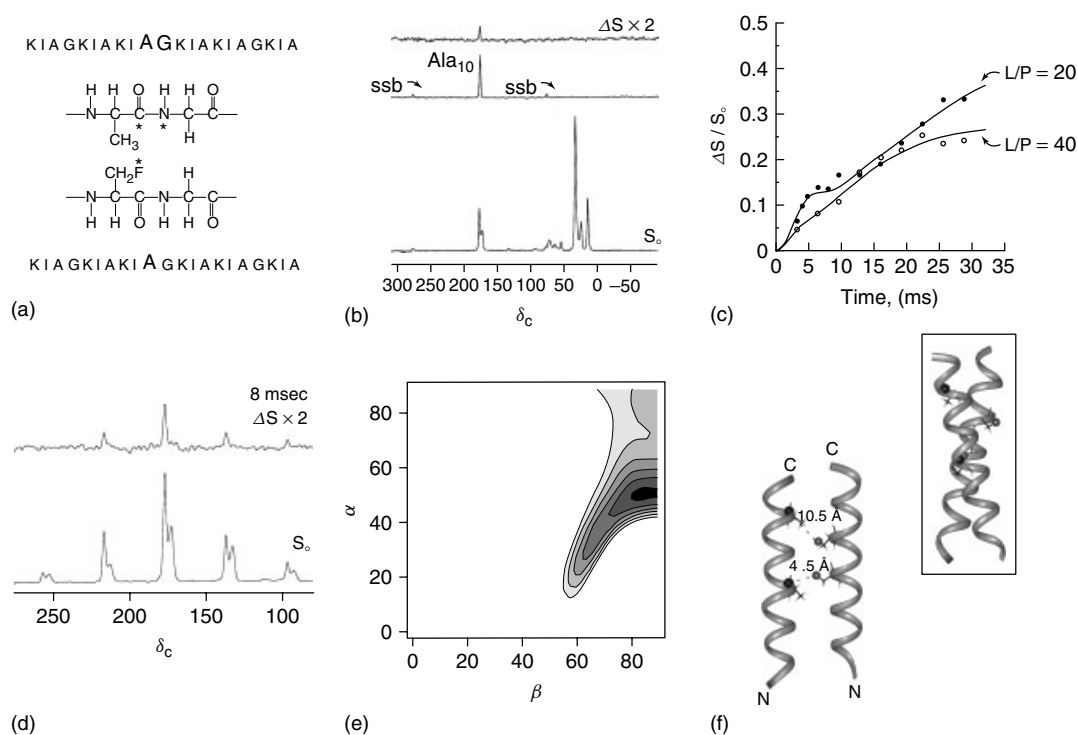 K I A G K I A K I A G K I A K I A G K I A
H H O H H O
N C C N C C
* *
CH₃ H
*
CH₂F H
N C C N C C
H H O H H O
K I A G K I A K I A G K I A K I A G K I A
(a)
ΔS × 2
Ala₁₀
ssb ssb
S₀
300 250 200 150 100 50 0 −50
δC
(b)
0.5
0.4
0.3
0.2
0.1
0
ΔS / S₀
L/P = 20
L/P = 40
0 5 10 15 20 25 30 35
Time, (ms)
(c)
8 msec
ΔS × 2
S₀
250 200 150 100
δC
(d)
80
60
40
20
0
α
0 20 40 60 80
β
(e)
C C
10.5 Å
4 .5 Å
N N
(f)